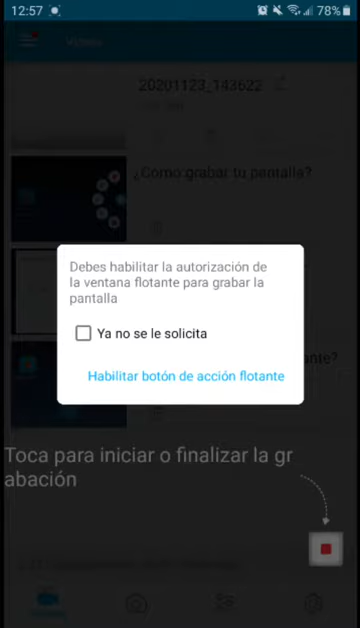 12:57
78%
Videos
20201123_143622
¿Como grabar tu pantalla?
Debes habilitar la autorización de
la ventana flotante para grabar la
pantalla
Ya no se le solicita
Habilitar botón de acción flotante
Toca para iniciar o finalizar la gr
abación